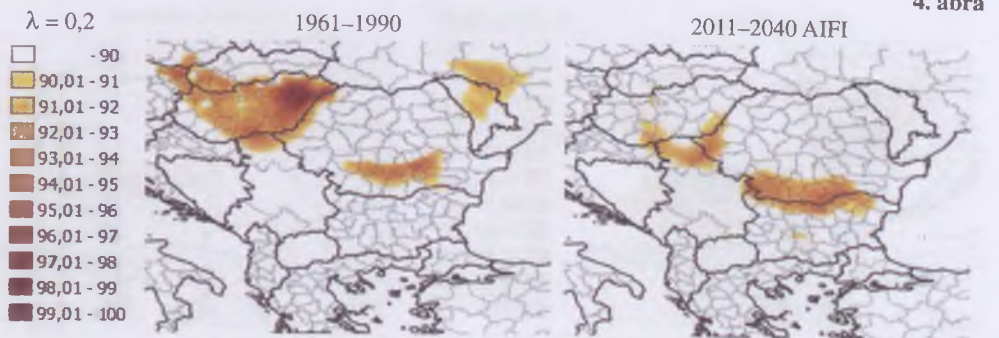 4. ábra
λ = 0,2
1961–1990
2011–2040 AIFI
-90
90,01 - 91
91,01 - 92
92,01 - 93
93,01 - 94
94,01 - 95
95,01 - 96
96,01 - 97
97,01 - 98
98,01 - 99
99,01 - 100